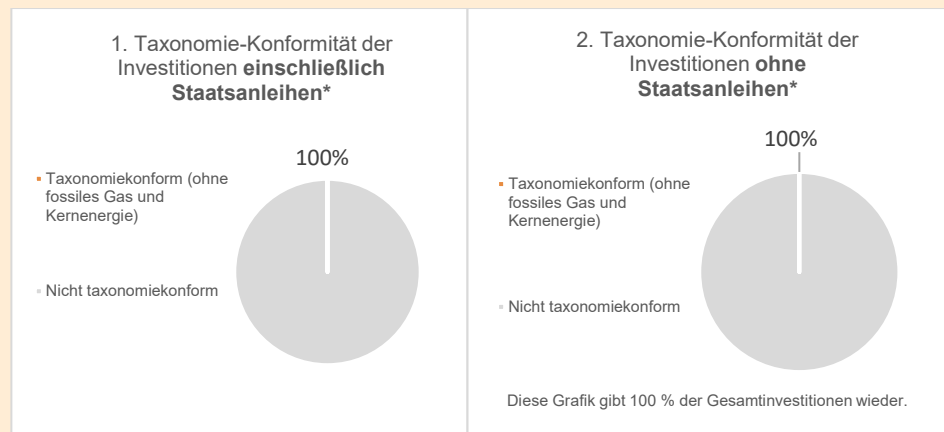 1. Taxonomie-Konformität der
Investitionen einschließlich
Staatsanleihen*
100%
Taxonomiekonform (ohne
fossiles Gas und
Kernenergie)
Nicht taxonomiekonform
2. Taxonomie-Konformität der
Investitionen ohne
Staatsanleihen*
100%
Taxonomiekonform (ohne
fossiles Gas und
Kernenergie)
Nicht taxonomiekonform
Diese Grafik gibt 100 % der Gesamtinvestitionen wieder.